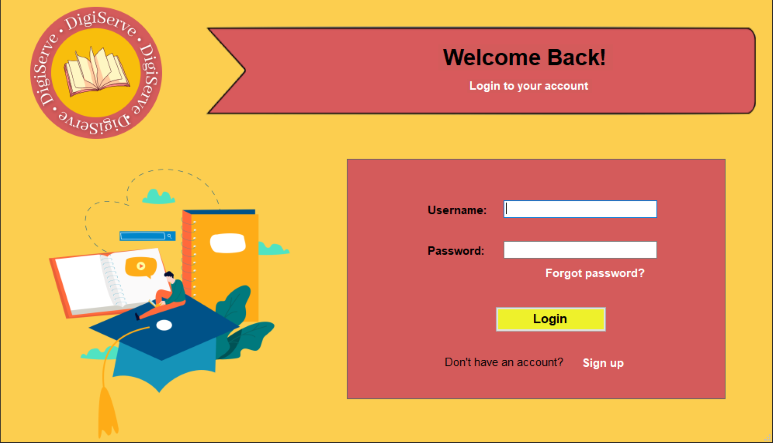 DigiServe • DigiServe • DigiServe • DigiServe •
Welcome Back!
Login to your account
Username:
Password:
Forgot password?
Login
Don't have an account? Sign up